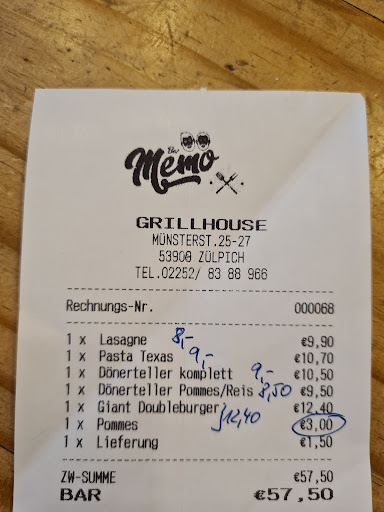 Bei
Memo
GRILLHOUSE
MÜNSTERST.25-27
53909 ZÜLPICH
TEL.02252/ 83 88 966
Rechnungs-Nr. 000068
1 x Lasagne 8,- €9,90
1 x Pasta Texas 9,- €10,70
1 x Dönerteller komplett 9,- €10,50
1 x Dönerteller Pommes/Reis 8,50 €9,50
1 x Giant Doubleburger }12,40 €12,40
1 x Pommes €3,00
1 x Lieferung €1,50
ZW-SUMME €57,50
BAR €57,50